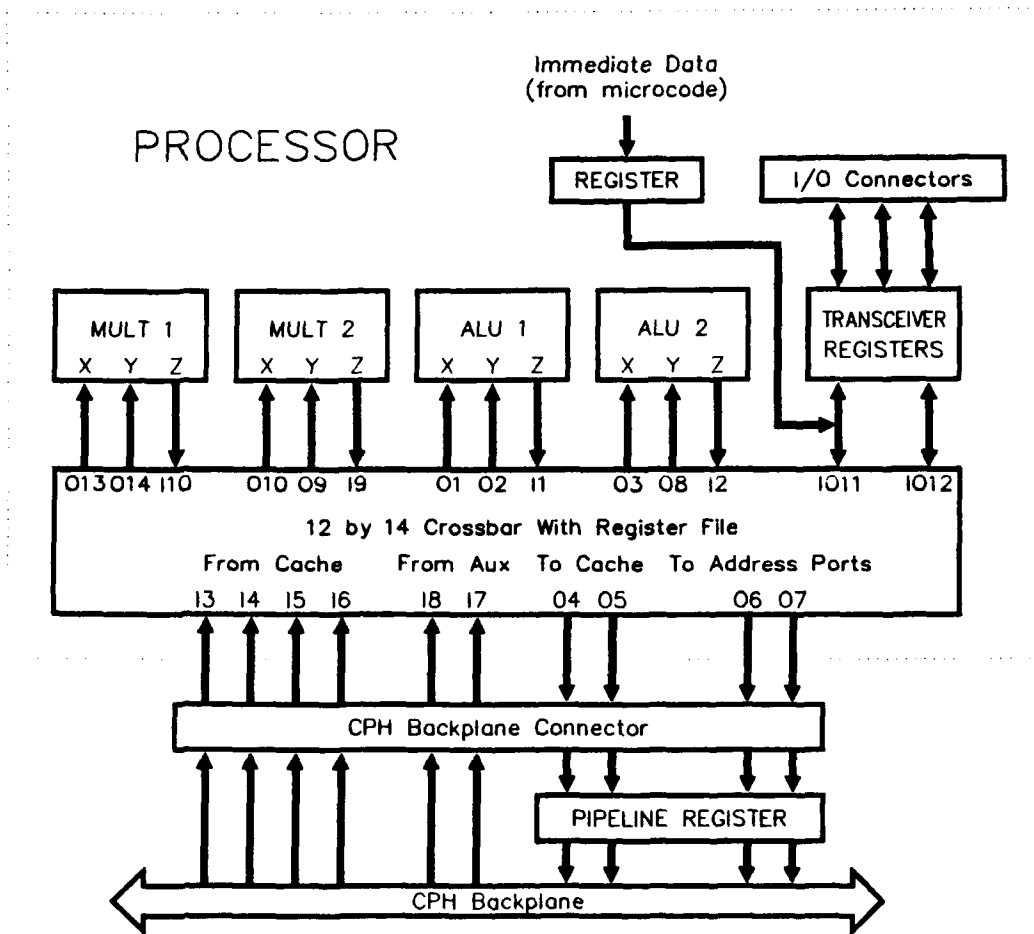 Immediate Data
(from microcode)
PROCESSOR
REGISTER
I/O Connectors
MULT 1
X Y Z
MULT 2
X Y Z
ALU 1
X Y Z
ALU 2
X Y Z
TRANSCEIVER
REGISTERS
O13 O14 I10 O10 O9 I9 O1 O2 I1 O3 O8 I2 IO11 IO12
12 by 14 Crossbar With Register File
From Cache From Aux To Cache To Address Ports
I3 I4 I5 I6 I8 I7 O4 O5 O6 O7
CPH Backplane Connector
PIPELINE REGISTER
CPH Backplane